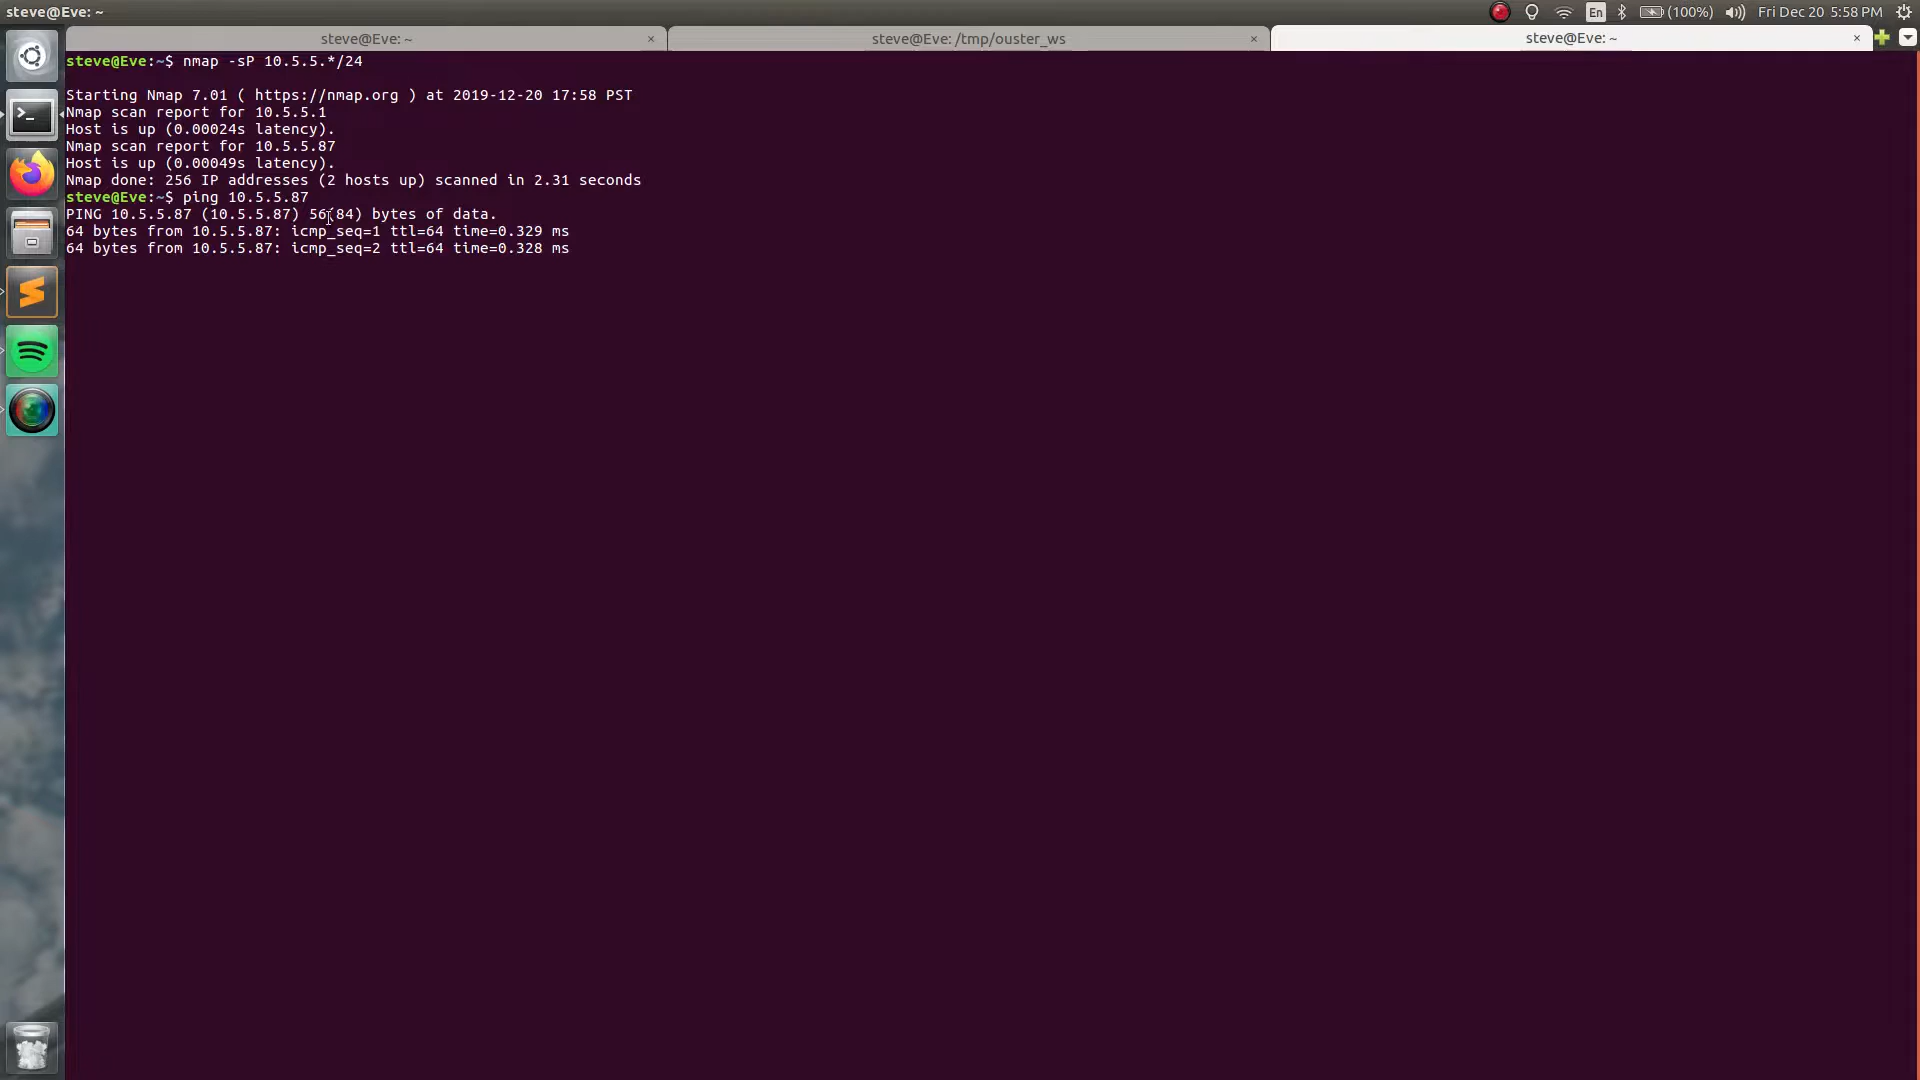 steve@Eve: ~
En
(100%)
Fri Dec 20 5:58 PM
steve@Eve: ~
steve@Eve: /tmp/ouster_ws
steve@Eve: ~
steve@Eve:~$ nmap -sP 10.5.5.*/24
Starting Nmap 7.01 ( https://nmap.org ) at 2019-12-20 17:58 PST
Nmap scan report for 10.5.5.1
Host is up (0.00024s latency).
Nmap scan report for 10.5.5.87
Host is up (0.00049s latency).
Nmap done: 256 IP addresses (2 hosts up) scanned in 2.31 seconds
steve@Eve:~$ ping 10.5.5.87
PING 10.5.5.87 (10.5.5.87) 56(84) bytes of data.
64 bytes from 10.5.5.87: icmp_seq=1 ttl=64 time=0.329 ms
64 bytes from 10.5.5.87: icmp_seq=2 ttl=64 time=0.328 ms